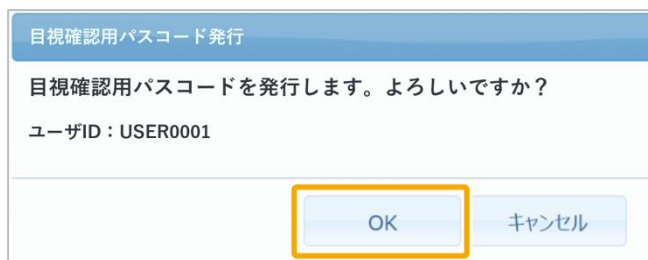 目視確認用パスコード発行
目視確認用パスコードを発行します。よろしいですか？
ユーザID：USER0001
OK キャンセル